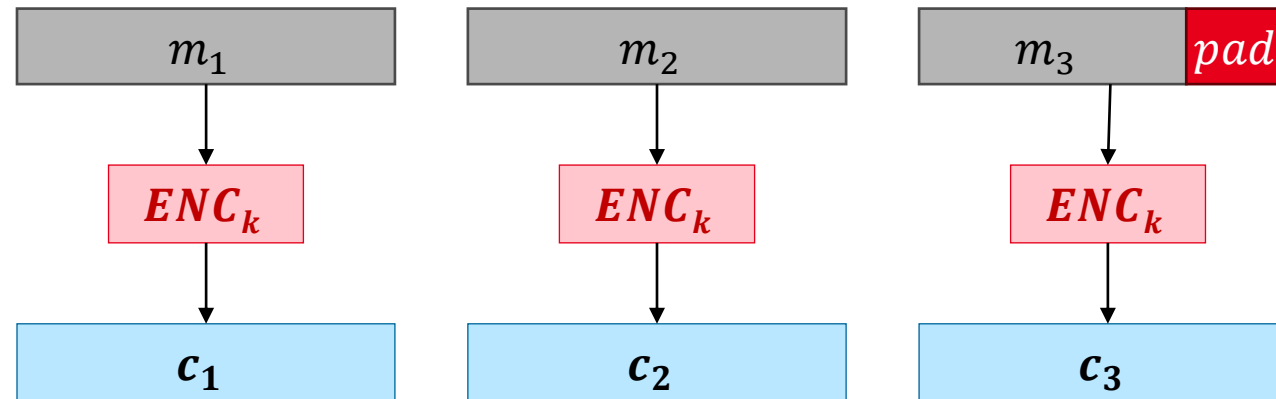 m₁ m₂ m₃ pad
ENCₖ ENCₖ ENCₖ
c₁ c₂ c₃